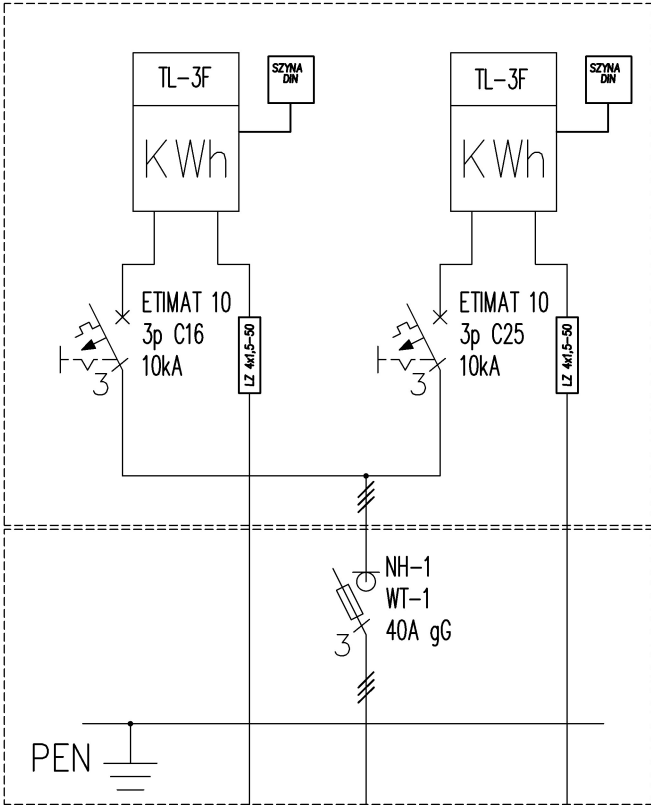 TL-3F
SZYNA
DIN
KWh
TL-3F
SZYNA
DIN
KWh
ETIMAT 10
3p C16
10kA
3
LZ 4x1,5-50
ETIMAT 10
3p C25
10kA
3
LZ 4x1,5-50
NH-1
WT-1
40A gG
3
PEN